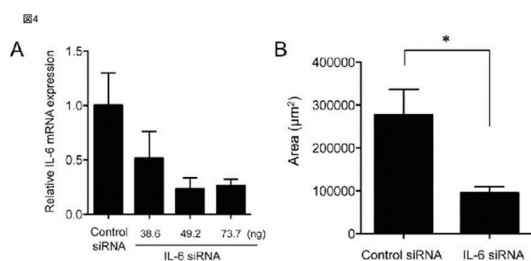 図4
A
Relative IL-6 mRNA expression
1.5
1.0
0.5
0.0
Control
siRNA
38.6
49.2
73.7
(ng)
IL-6 siRNA
B
*
Area (μm²)
400000
300000
200000
100000
0
Control siRNA
IL-6 siRNA